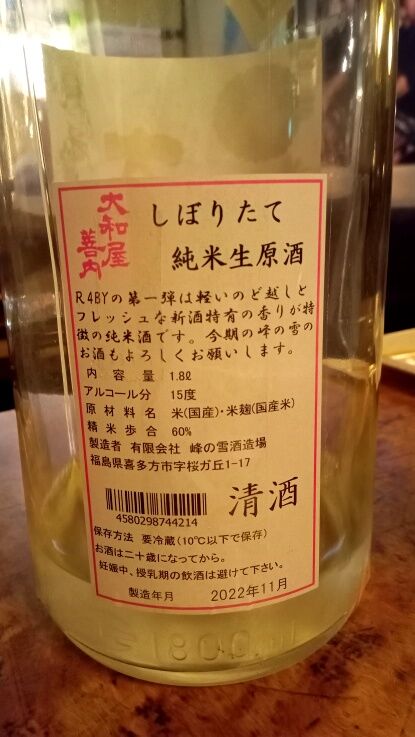 大和屋
善内
しぼりたて
純米生原酒
R.4BYの第一弾は軽いのど越しと
フレッシュな新酒特有の香りが特
徴の純米酒です。今期の峰の雪の
お酒もよろしくお願いします。
内容量 1.8ℓ
アルコール分 15度
原材料名 米(国産)・米麹(国産米)
精米歩合 60%
製造者 有限会社 峰の雪酒造場
福島県喜多方市字桜ガ丘1-17
4580298744214
清酒
保存方法 要冷蔵(10℃以下で保存)
お酒は二十歳になってから。
妊娠中、授乳期の飲酒は避けて下さい。
製造年月 2022年11月
1800ml